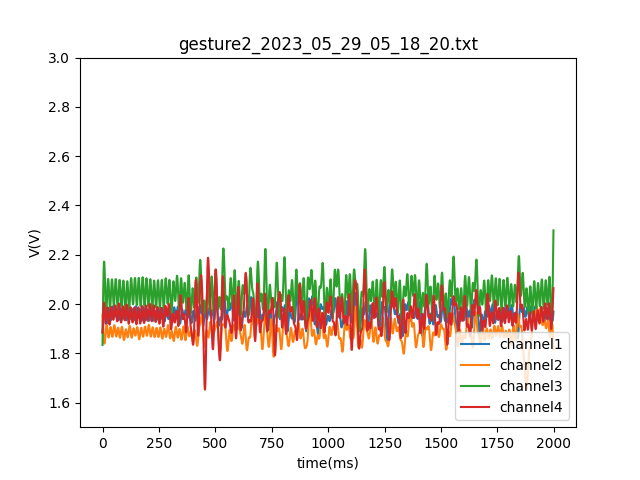 gesture2_2023_05_29_05_18_20.txt
3.0
2.8
2.6
2.4
2.2
2.0
1.8
1.6
V(V)
channel1
channel2
channel3
channel4
0 250 500 750 1000 1250 1500 1750 2000
time(ms)